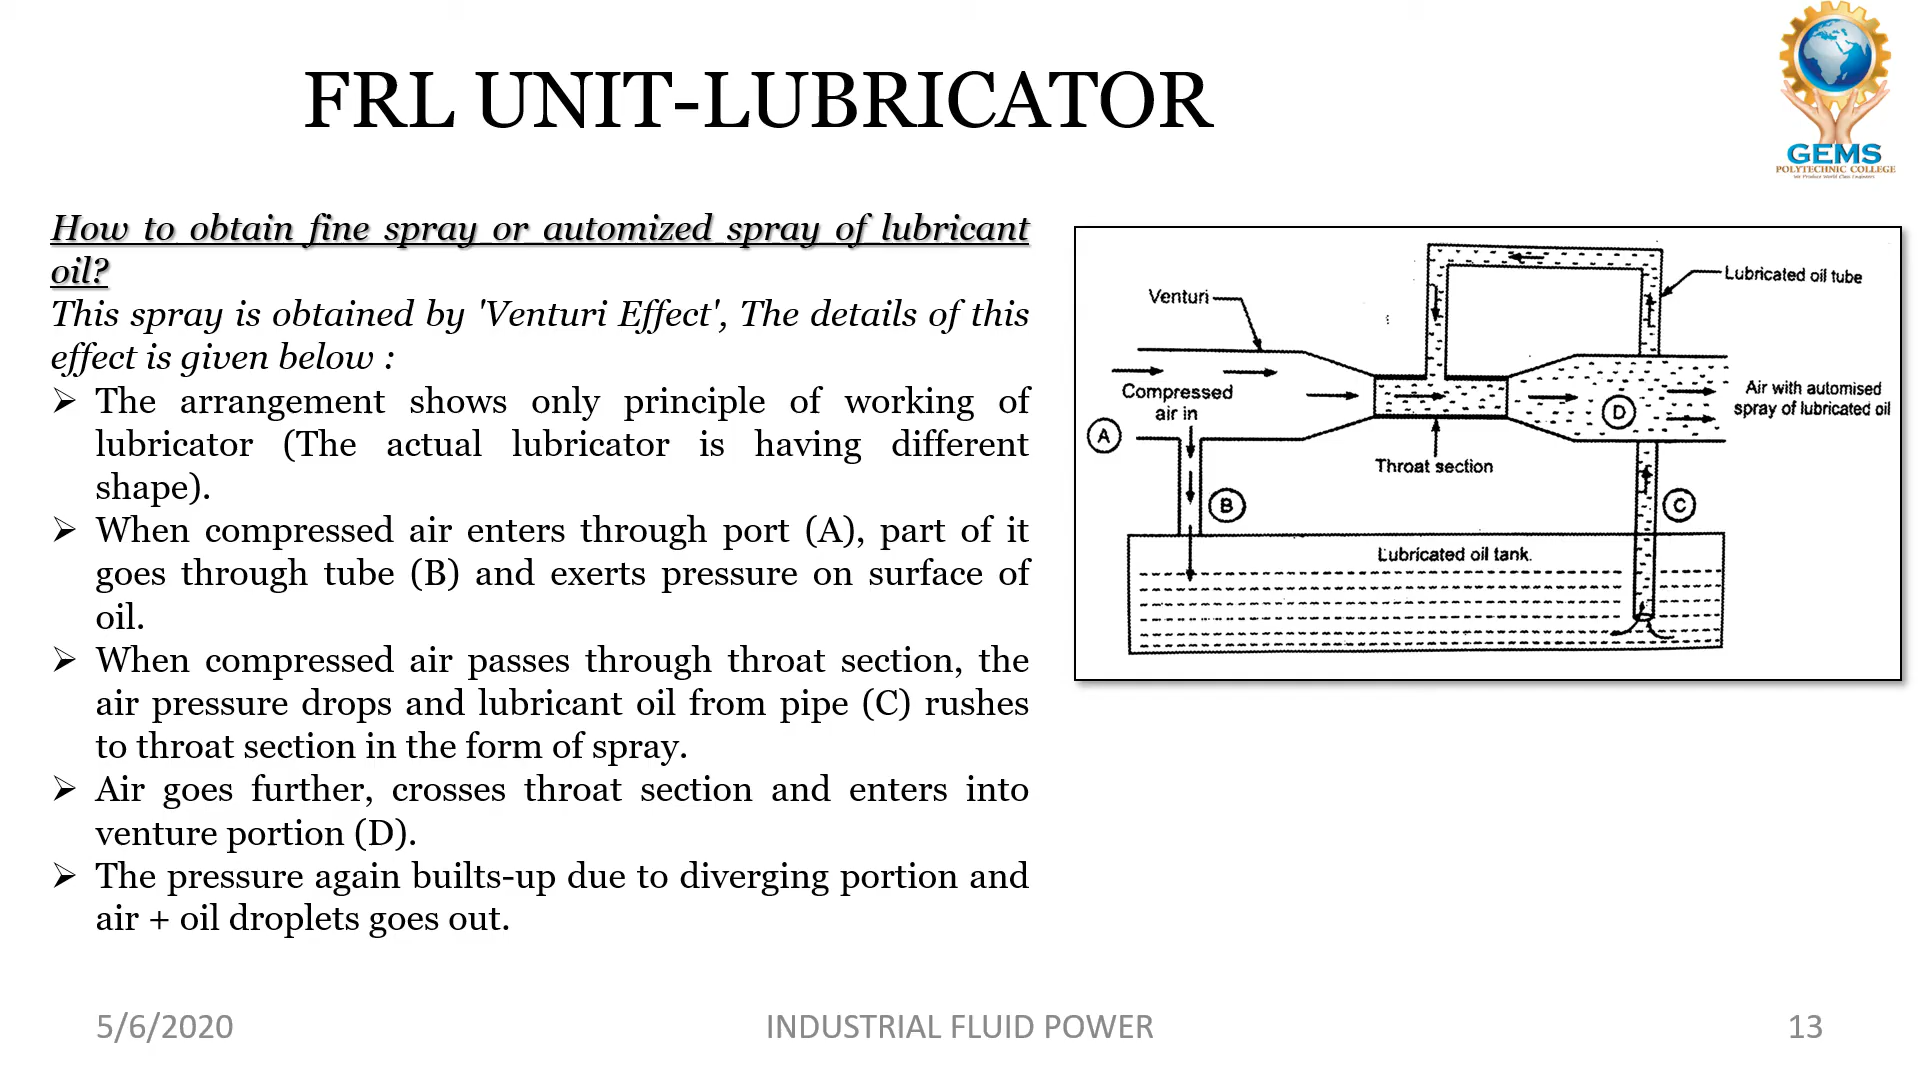 FRL UNIT-LUBRICATOR
GEMS
POLYTECHNIC COLLEGE
We Produce World Class Engineers
How to obtain fine spray or automized spray of lubricant
oil?
This spray is obtained by 'Venturi Effect', The details of this
effect is given below :
➢ The arrangement shows only principle of working of
lubricator (The actual lubricator is having different
shape).
➢ When compressed air enters through port (A), part of it
goes through tube (B) and exerts pressure on surface of
oil.
➢ When compressed air passes through throat section, the
air pressure drops and lubricant oil from pipe (C) rushes
to throat section in the form of spray.
➢ Air goes further, crosses throat section and enters into
venture portion (D).
➢ The pressure again builts-up due to diverging portion and
air + oil droplets goes out.
Lubricated oil tube
Venturi
Compressed
air in
A
D
Air with automised
spray of lubricated oil
Throat section
B
C
Lubricated oil tank.
5/6/2020
INDUSTRIAL FLUID POWER
13